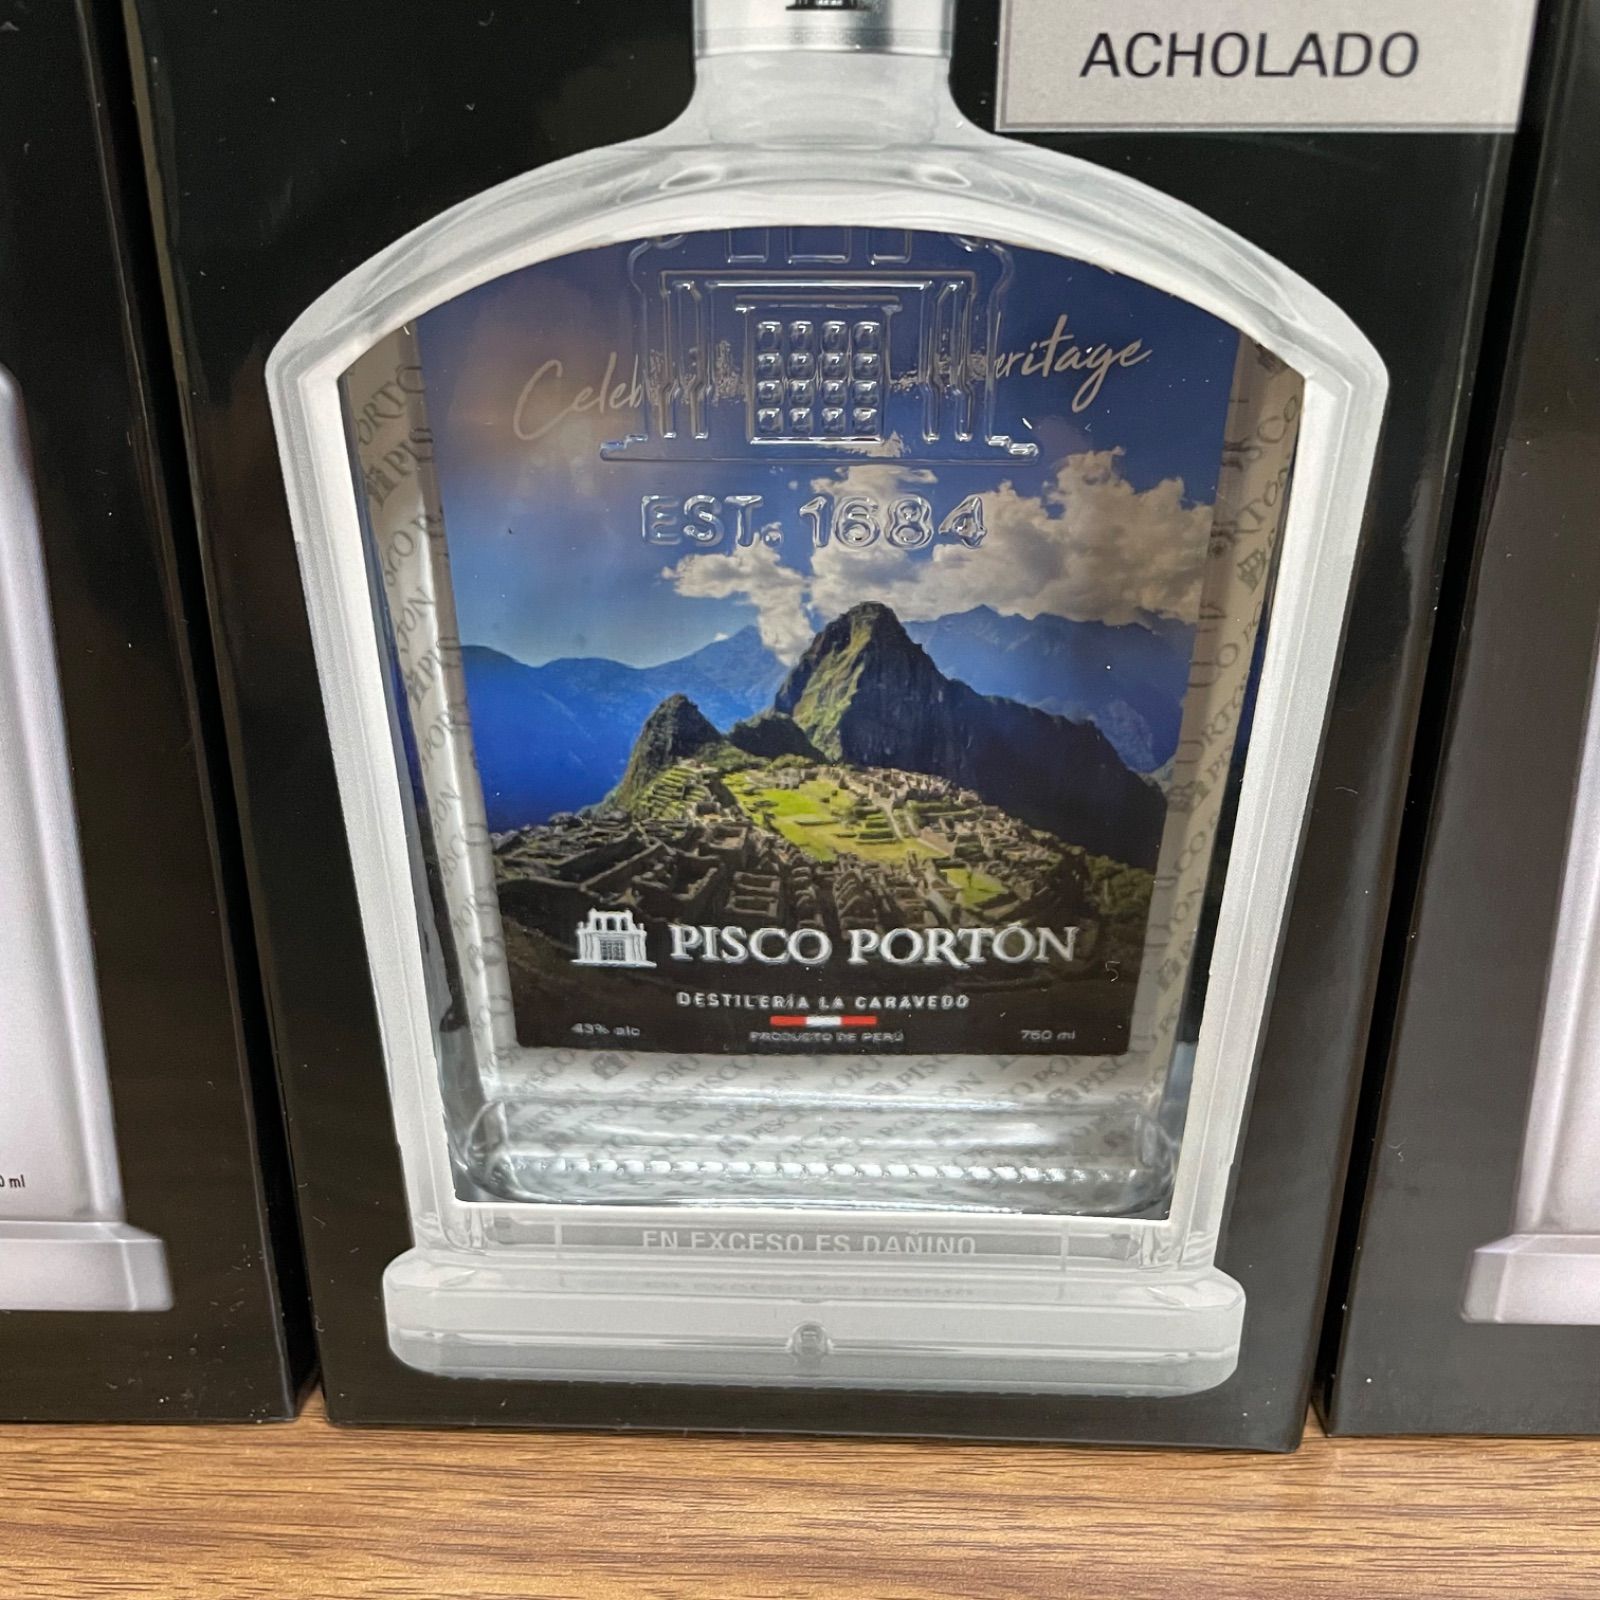 ACHOLADO
EST. 1684
PISCO PORTÓN
DESTILERÍA LA CARAVEDO
43% alc
PRODUCTO DE PERÚ
750 ml
EN EXCESO ES DAÑINO